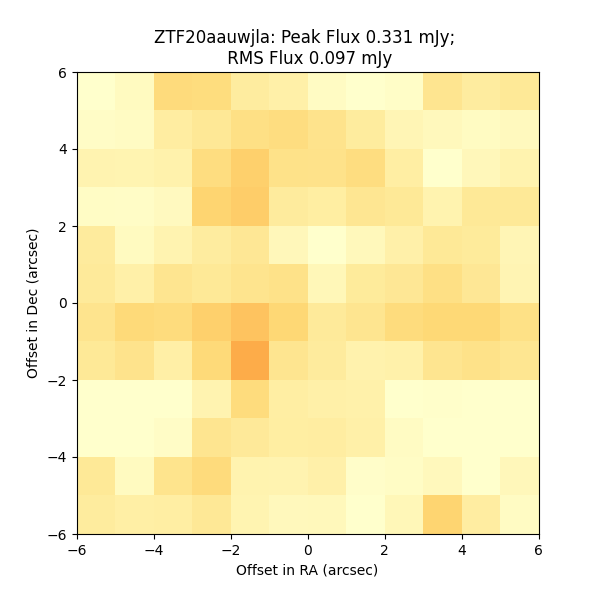 ZTF20aauwjla: Peak Flux 0.331 mJy;
RMS Flux 0.097 mJy
6
4
2
0
−2
−4
−6
Offset in Dec (arcsec)
−6 −4 −2 0 2 4 6
Offset in RA (arcsec)